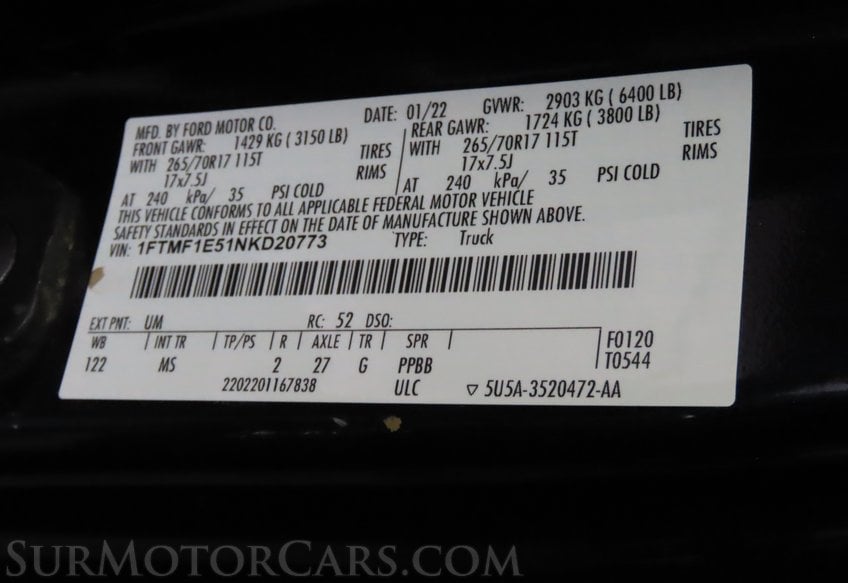 MFD. BY FORD MOTOR CO. DATE: 01/22 GVWR: 2903 KG ( 6400 LB)
FRONT GAWR: 1429 KG ( 3150 LB) REAR GAWR: 1724 KG ( 3800 LB)
WITH 265/70R17 115T TIRES WITH 265/70R17 115T TIRES
17x7.5J RIMS 17x7.5J RIMS
AT 240 kPa/ 35 PSI COLD AT 240 kPa/ 35 PSI COLD
THIS VEHICLE CONFORMS TO ALL APPLICABLE FEDERAL MOTOR VEHICLE
SAFETY STANDARDS IN EFFECT ON THE DATE OF MANUFACTURE SHOWN ABOVE.
VIN: 1FTMF1E51NKD20773 TYPE: Truck
EXT PNT: UM RC: 52 DSO:
WB INT TR TP/PS R AXLE TR SPR F0120
122 MS 2 27 G PPBB T0544
2202201167838 ULC ▽ 5U5A-3520472-AA
SurMotorCars.com